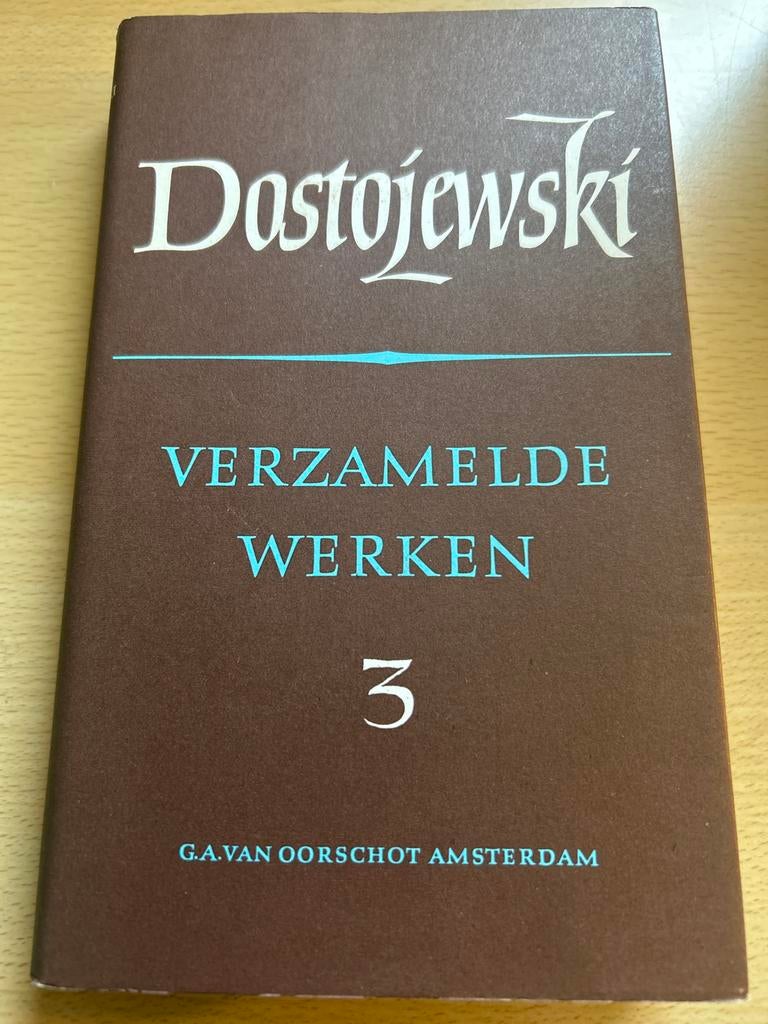 Dostojewski
VERZAMELDE
WERKEN
3
G.A.VAN OORSCHOT AMSTERDAM